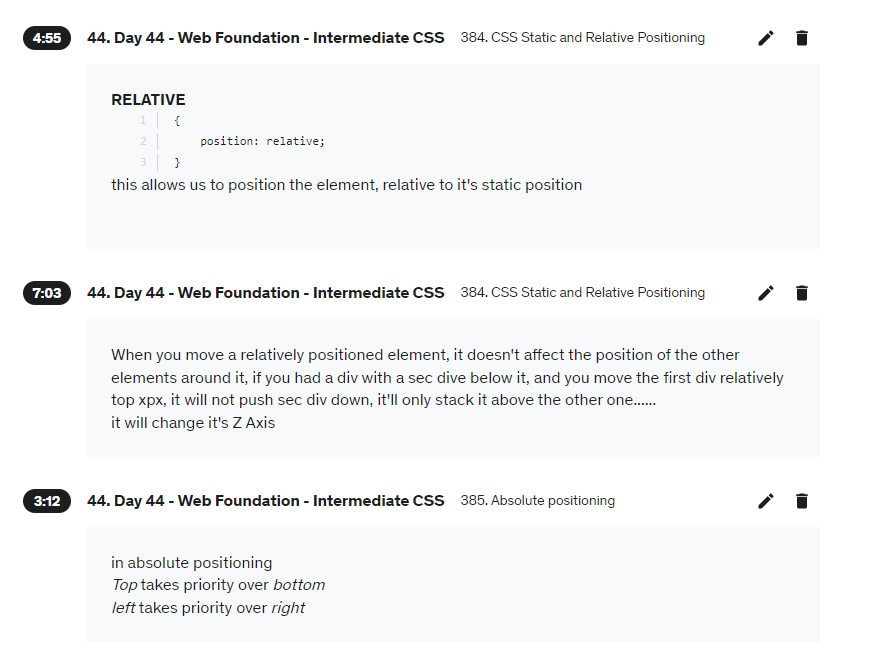 4:55 44. Day 44 - Web Foundation - Intermediate CSS 384. CSS Static and Relative Positioning
RELATIVE
1 {
2 position: relative;
3 }
this allows us to position the element, relative to it's static position
7:03 44. Day 44 - Web Foundation - Intermediate CSS 384. CSS Static and Relative Positioning
When you move a relatively positioned element, it doesn't affect the position of the other
elements around it, if you had a div with a sec dive below it, and you move the first div relatively
top xpx, it will not push sec div down, it'll only stack it above the other one......
it will change it's Z Axis
3:12 44. Day 44 - Web Foundation - Intermediate CSS 385. Absolute positioning
in absolute positioning
Top takes priority over bottom
left takes priority over right